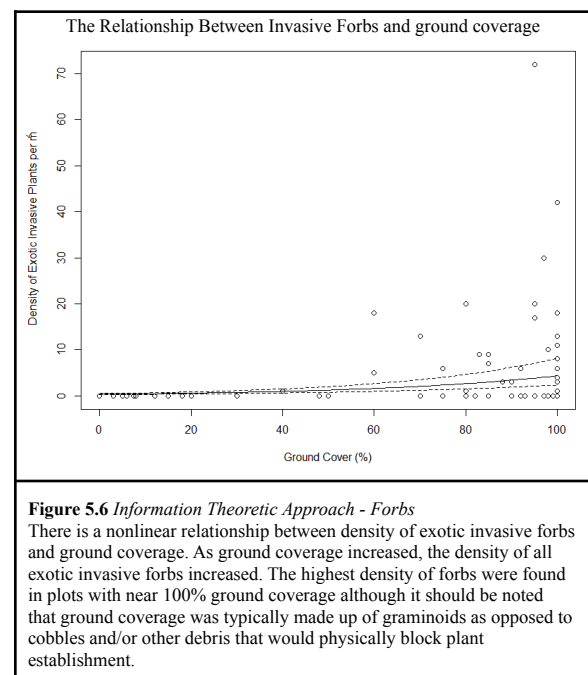 The Relationship Between Invasive Forbs and ground coverage
70
60
50
40
30
20
10
0
Density of Exotic Invasive Plants per m̂
0 20 40 60 80 100
Ground Cover (%)
Figure 5.6 Information Theoretic Approach - Forbs
There is a nonlinear relationship between density of exotic invasive forbs
and ground coverage. As ground coverage increased, the density of all
exotic invasive forbs increased. The highest density of forbs were found
in plots with near 100% ground coverage although it should be noted
that ground coverage was typically made up of graminoids as opposed to
cobbles and/or other debris that would physically block plant
establishment.